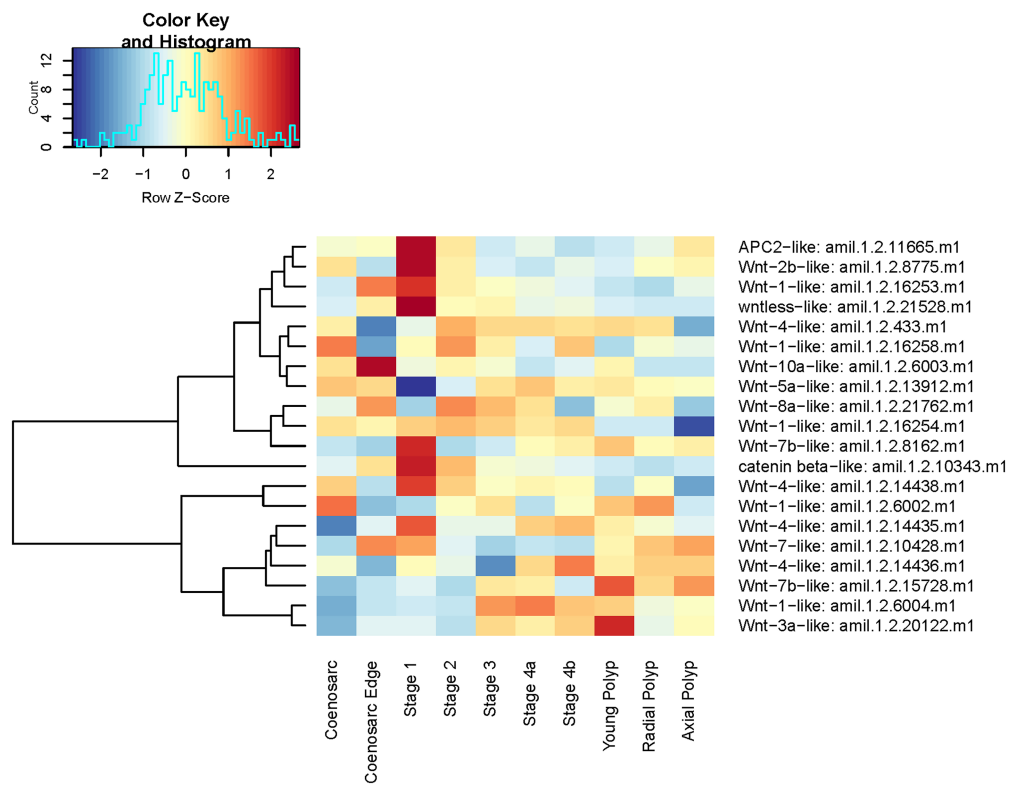 Color Key
and Histogram
Count
0 4 8 12
−2 −1 0 1 2
Row Z−Score
APC2−like: amil.1.2.11665.m1
Wnt−2b−like: amil.1.2.8775.m1
Wnt−1−like: amil.1.2.16253.m1
wntless−like: amil.1.2.21528.m1
Wnt−4−like: amil.1.2.433.m1
Wnt−1−like: amil.1.2.16258.m1
Wnt−10a−like: amil.1.2.6003.m1
Wnt−5a−like: amil.1.2.13912.m1
Wnt−8a−like: amil.1.2.21762.m1
Wnt−1−like: amil.1.2.16254.m1
Wnt−7b−like: amil.1.2.8162.m1
catenin beta−like: amil.1.2.10343.m1
Wnt−4−like: amil.1.2.14438.m1
Wnt−1−like: amil.1.2.6002.m1
Wnt−4−like: amil.1.2.14435.m1
Wnt−7−like: amil.1.2.10428.m1
Wnt−4−like: amil.1.2.14436.m1
Wnt−7b−like: amil.1.2.15728.m1
Wnt−1−like: amil.1.2.6004.m1
Wnt−3a−like: amil.1.2.20122.m1
Coenosarc
Coenosarc Edge
Stage 1
Stage 2
Stage 3
Stage 4a
Stage 4b
Young Polyp
Radial Polyp
Axial Polyp